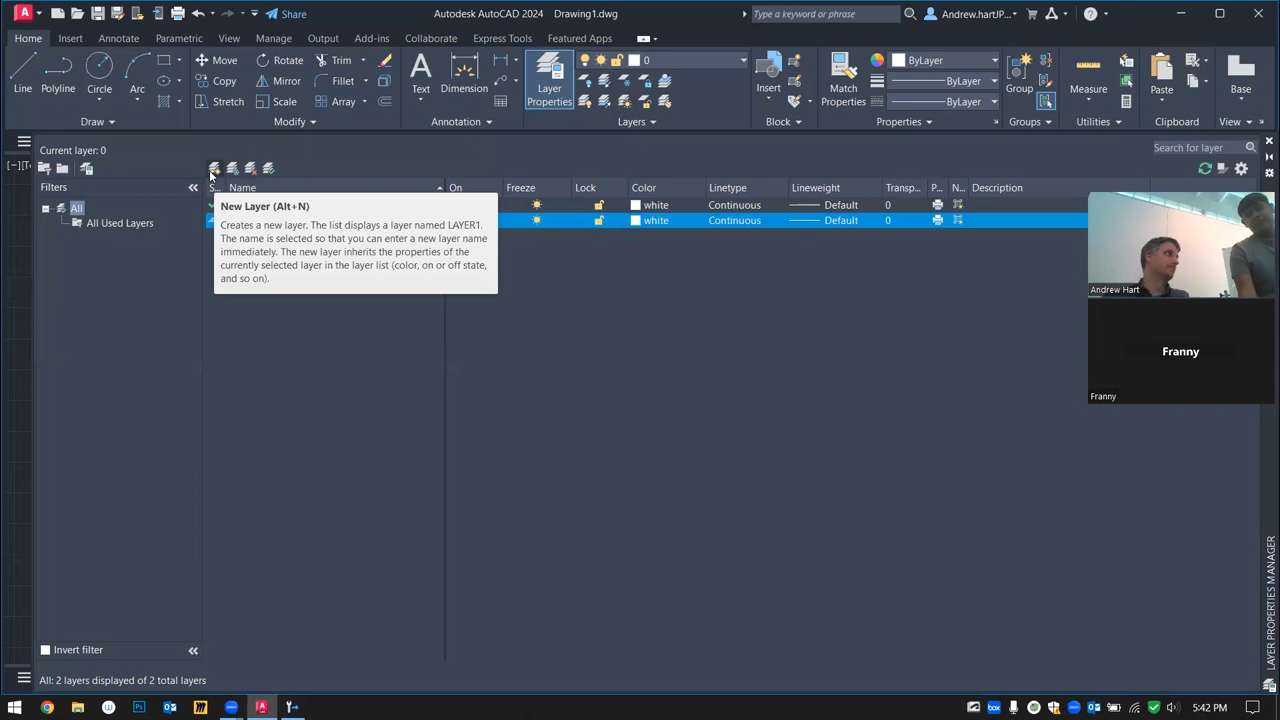 A Share Autodesk AutoCAD 2024 Drawing1.dwg Type a keyword or phrase Andrew.hartJP... ?
Home Insert Annotate Parametric View Manage Output Add-ins Collaborate Express Tools Featured Apps
Line Polyline Circle Arc
Move Rotate Trim
Copy Mirror Fillet
Stretch Scale Array
A Text Dimension
Layer Properties
0
Insert
Match Properties
ByLayer
ByLayer
ByLayer
Group Measure Paste Base
Draw Modify Annotation Layers Block Properties Groups Utilities Clipboard View
Current layer: 0
Search for layer
[−][T
Filters
S... Name On Freeze Lock Color Linetype Lineweight Transp... P... N... Description
All
All Used Layers
white Continuous Default 0
white Continuous Default 0
New Layer (Alt+N)
Creates a new layer. The list displays a layer named LAYER1.
The name is selected so that you can enter a new layer name
immediately. The new layer inherits the properties of the
currently selected layer in the layer list (color, on or off state,
and so on).
Andrew Hart
Franny
Franny
LAYER PROPERTIES MANAGER
Invert filter
All: 2 layers displayed of 2 total layers
5:42 PM